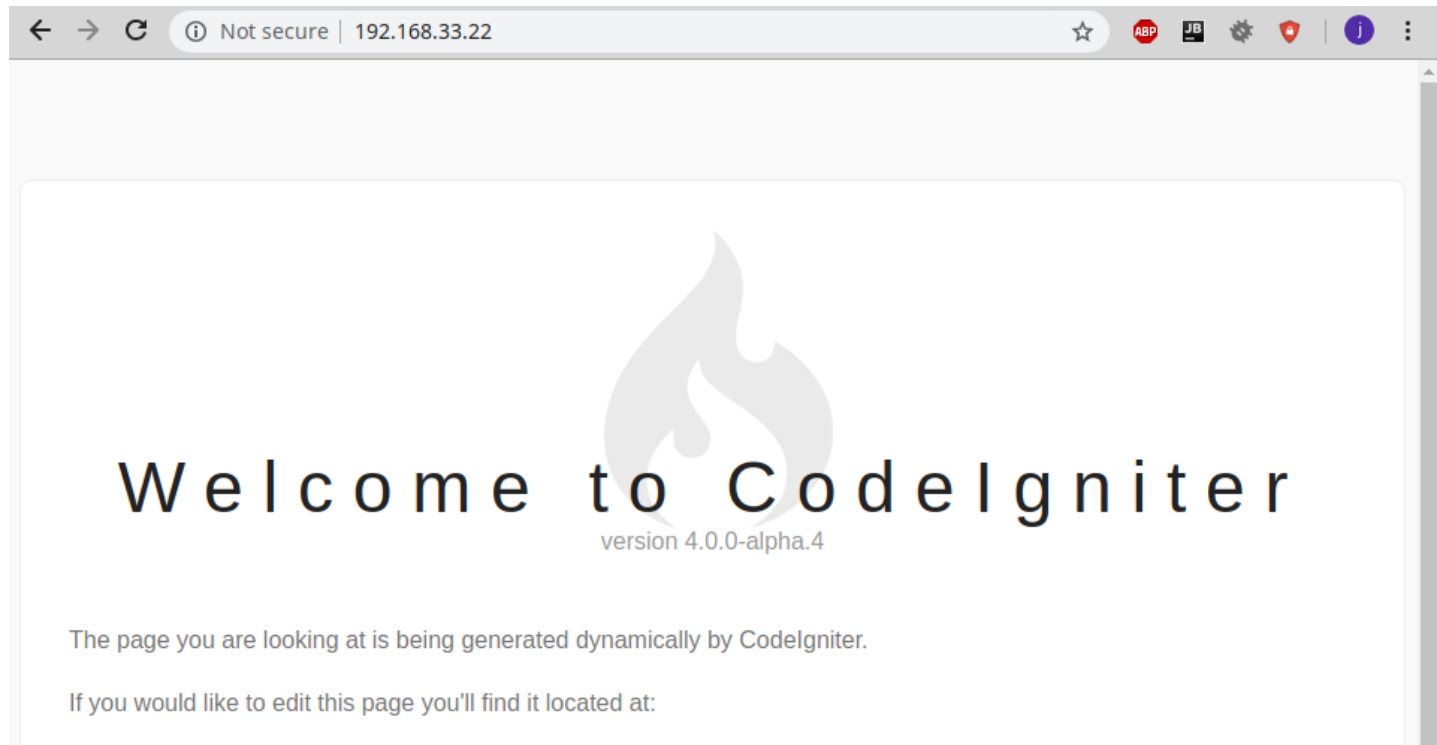 Not secure 192.168.33.22 ABP JB j
Welcome to CodeIgniter
version 4.0.0-alpha.4
The page you are looking at is being generated dynamically by CodeIgniter.
If you would like to edit this page you'll find it located at: